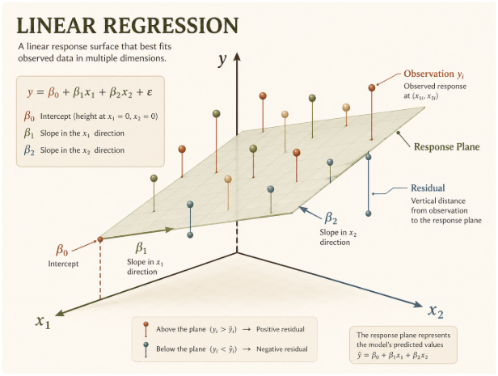 LINEAR REGRESSION
A linear response surface that best fits
observed data in multiple dimensions.
y = β₀ + β₁x₁ + β₂x₂ + ε
β₀ Intercept (height at x₁ = 0, x₂ = 0)
β₁ Slope in the x₁ direction
β₂ Slope in the x₂ direction
y
Observation yᵢ
Observed response
at (x₁ᵢ, x₂ᵢ)
Response Plane
Residual
Vertical distance
from observation
to the response plane
β₂
Slope in x₂
direction
β₀
Intercept
β₁
Slope in x₁
direction
x₁
x₂
Above the plane (yᵢ > ŷᵢ) → Positive residual
Below the plane (yᵢ < ŷᵢ) → Negative residual
The response plane represents
the model's predicted values
ŷ = β₀ + β₁x₁ + β₂x₂